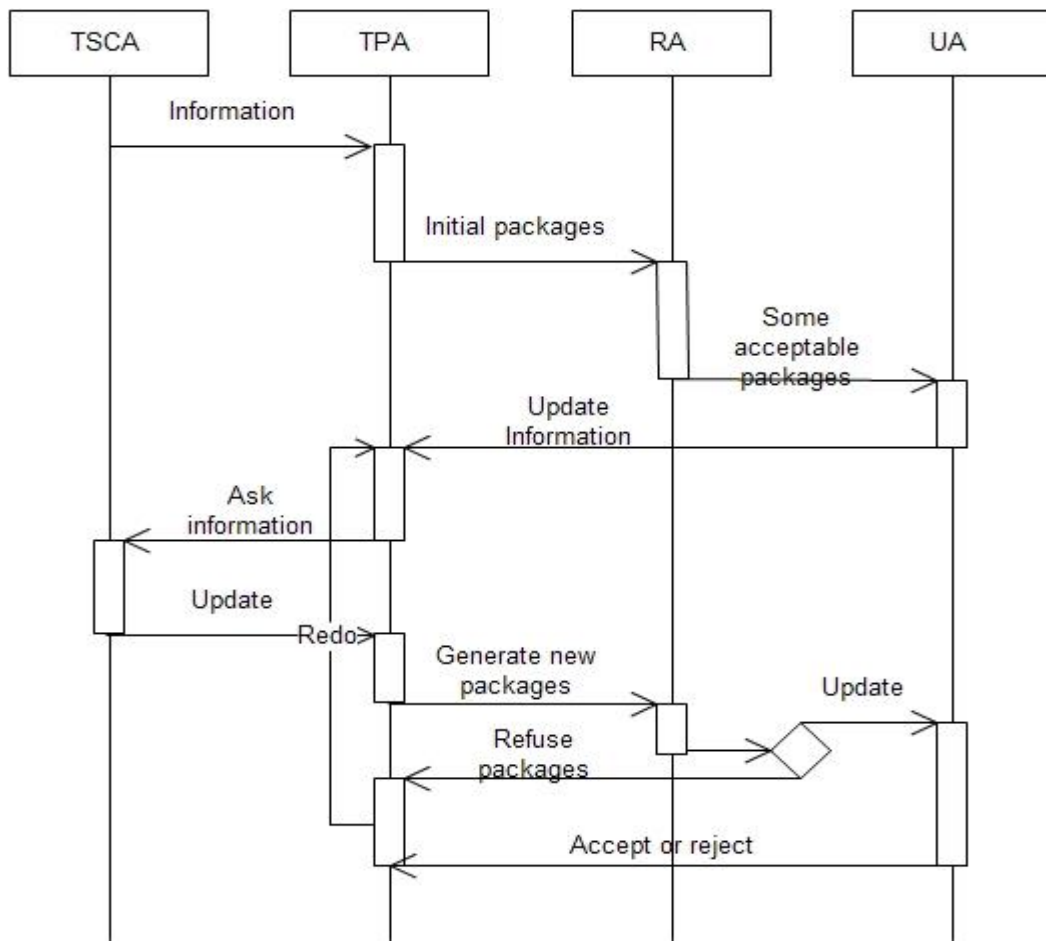 TSCA
TPA
RA
UA
Information
Initial packages
Some
acceptable
packages
Update
Information
Ask
information
Update
Redo
Generate new
packages
Update
Refuse
packages
Accept or reject